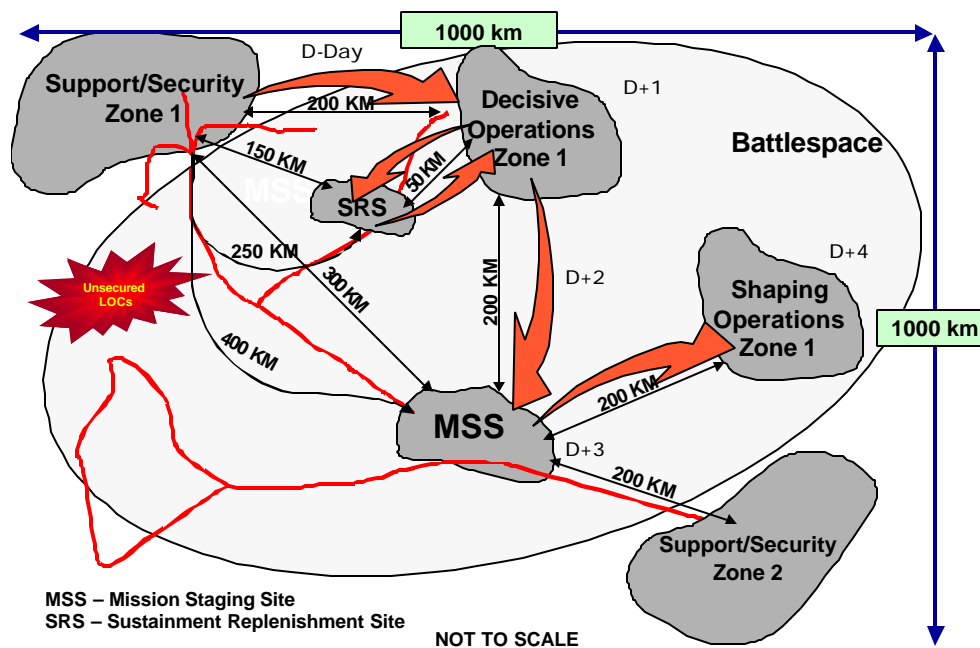 1000 km
D-Day
Support/Security
Zone 1
200 KM
Decisive
Operations
Zone 1
D+1
Battlespace
150 KM
MSS
50 KM
SRS
250 KM
300 KM
200 KM
D+2
D+4
Unsecured
LOCs
Shaping
Operations
Zone 1
1000 km
400 KM
200 KM
MSS
D+3
200 KM
Support/Security
Zone 2
MSS – Mission Staging Site
SRS – Sustainment Replenishment Site
NOT TO SCALE